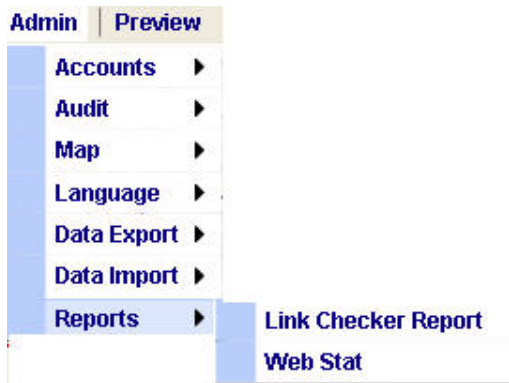 Admin | Preview
Accounts
Audit
Map
Language
Data Export
Data Import
Reports
Link Checker Report
Web Stat